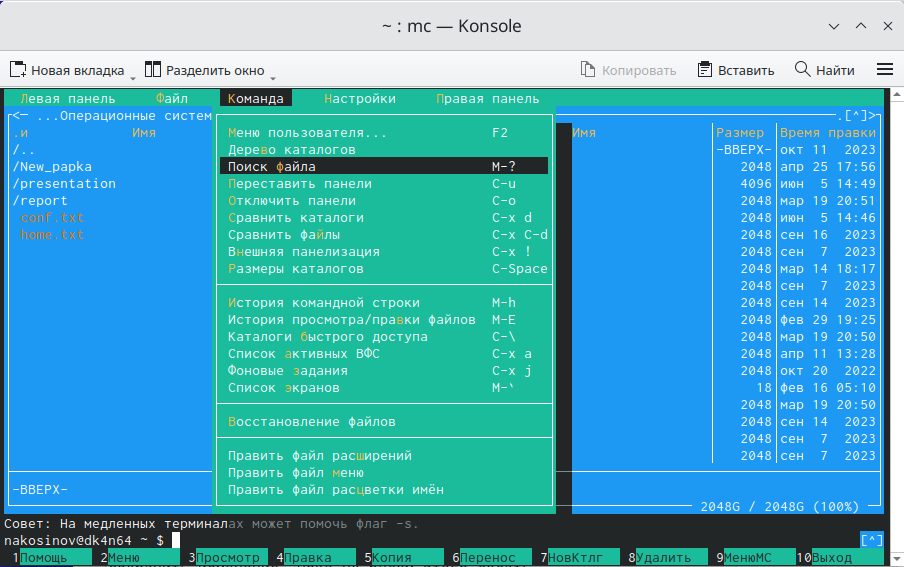 ~ : mc — Konsole
Новая вкладка Разделить окно Копировать Вставить Найти
Левая панель Файл Команда Настройки Правая панель
<─ ...Операционные систем .[^]>
.и Имя Меню пользователя... F2 Имя Размер Время правки
/.. Дерево каталогов -ВВЕРХ- окт 11 2023
/New_papka Поиск файла M-? 2048 апр 25 17:56
/presentation Переставить панели C-u 4096 июн 5 14:49
/report Отключить панели C-o 2048 мар 19 20:51
conf.txt Сравнить каталоги C-x d 2048 июн 5 14:46
home.txt Сравнить файлы C-x C-d 2048 сен 16 2023
Внешняя панелизация C-x ! 2048 сен 7 2023
Размеры каталогов C-Space 2048 мар 14 18:17
2048 сен 7 2023
История командной строки M-h 2048 сен 14 2023
История просмотра/правки файлов M-E 2048 фев 29 19:25
Каталоги быстрого доступа C-\ 2048 мар 19 20:50
Список активных ВФС C-x a 2048 апр 11 13:28
Фоновые задания C-x j 2048 окт 20 2022
Список экранов M-` 18 фев 16 05:10
2048 мар 19 20:50
Восстановление файлов 2048 сен 14 2023
2048 сен 7 2023
Править файл расширений 2048 сен 7 2023
Править файл меню
-ВВЕРХ- Править файл расцветки имён
2048G / 2048G (100%)
Совет: На медленных терминалах может помочь флаг -s.
nakosinov@dk4n64 ~ $ [^]
1Помощь 2Меню 3Просмотр 4Правка 5Копия 6Перенос 7НовКтлг 8Удалить 9МенюМС 10Выход